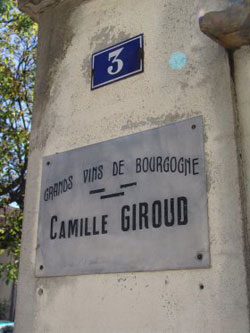 3
GRANDS VINS DE BOURGOGNE
CAMILLE GIROUD